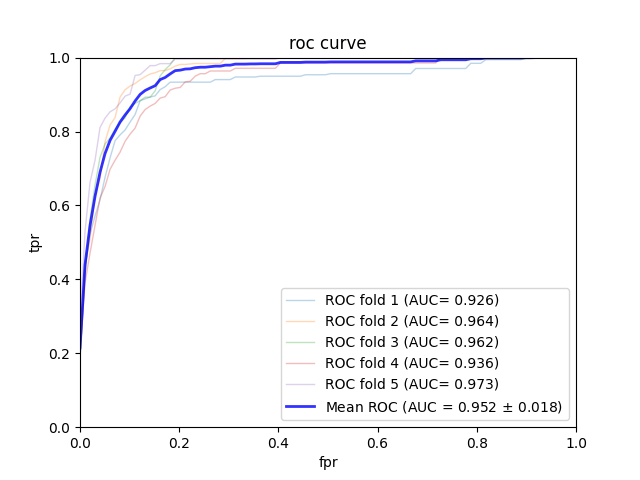 roc curve
1.0
0.8
0.6
0.4
0.2
0.0
tpr
0.0 0.2 0.4 0.6 0.8 1.0
fpr
ROC fold 1 (AUC= 0.926)
ROC fold 2 (AUC= 0.964)
ROC fold 3 (AUC= 0.962)
ROC fold 4 (AUC= 0.936)
ROC fold 5 (AUC= 0.973)
Mean ROC (AUC = 0.952 ± 0.018)